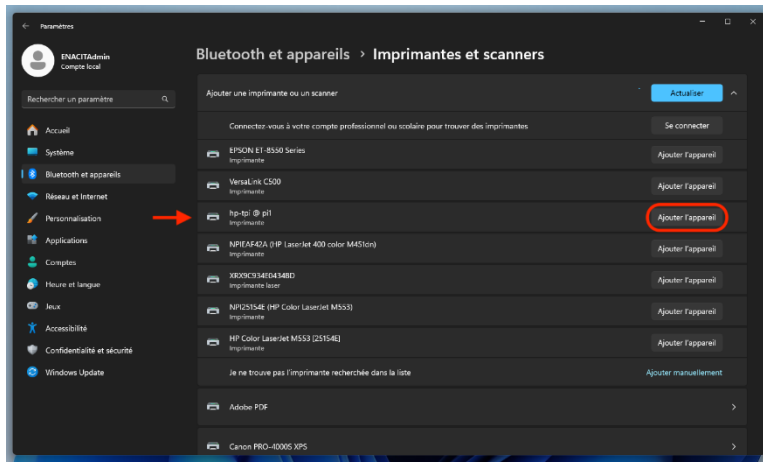 Paramètres
ENACITAdmin
Compte local
Rechercher un paramètre
Accueil
Système
Bluetooth et appareils
Réseau et Internet
Personnalisation
Applications
Comptes
Heure et langue
Jeux
Accessibilité
Confidentialité et sécurité
Windows Update
Bluetooth et appareils > Imprimantes et scanners
Ajouter une imprimante ou un scanner
Actualiser
Connectez-vous à votre compte professionnel ou scolaire pour trouver des imprimantes
Se connecter
EPSON ET-8550 Series
Imprimante
Ajouter l'appareil
VersaLink C500
Imprimante
Ajouter l'appareil
hp-tpi @ pi1
Imprimante
Ajouter l'appareil
NPIEAF42A (HP LaserJet 400 color M451dn)
Imprimante
Ajouter l'appareil
XRX9C934E04348D
Imprimante laser
Ajouter l'appareil
NPI25154E (HP Color LaserJet M553)
Imprimante
Ajouter l'appareil
HP Color LaserJet M553 [25154E]
Imprimante
Ajouter l'appareil
Je ne trouve pas l'imprimante recherchée dans la liste
Ajouter manuellement
Adobe PDF
Canon PRO-4000S XPS